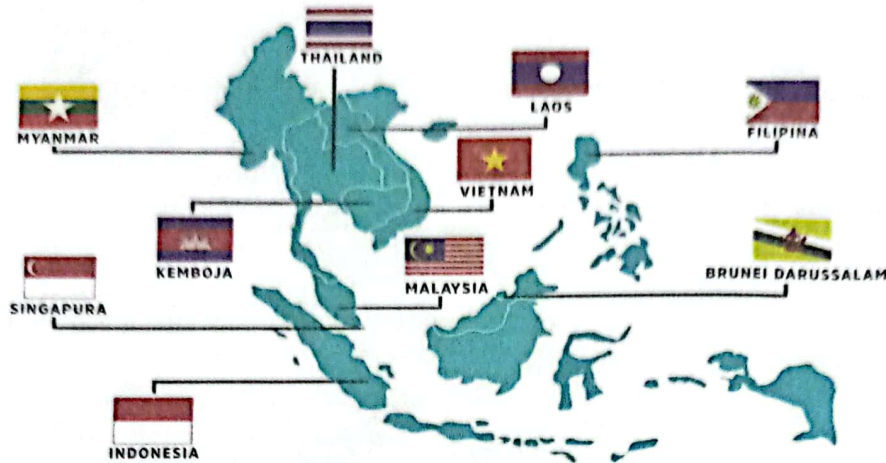 THAILAND
LAOS
MYANMAR
FILIPINA
VIETNAM
KEMBOJA
MALAYSIA
BRUNEI DARUSSALAM
SINGAPURA
INDONESIA